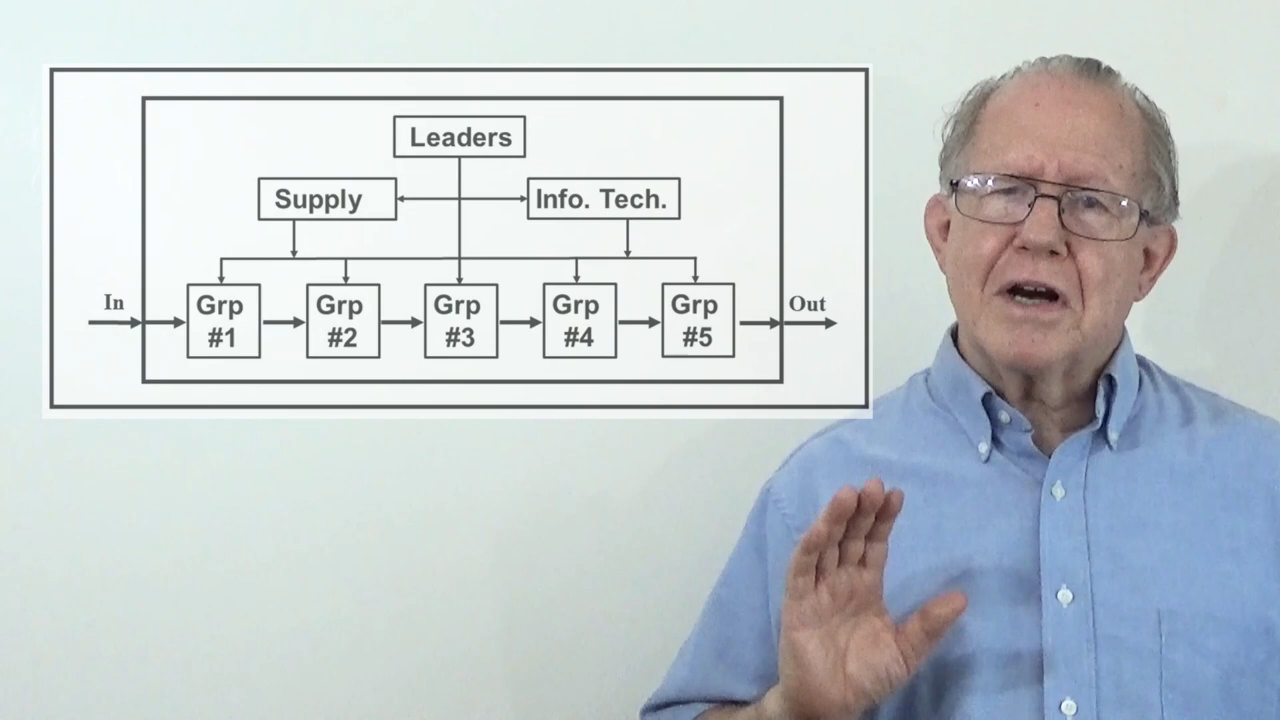 Leaders
Supply
Info. Tech.
In
Out
Grp
#1
Grp
#2
Grp
#3
Grp
#4
Grp
#5